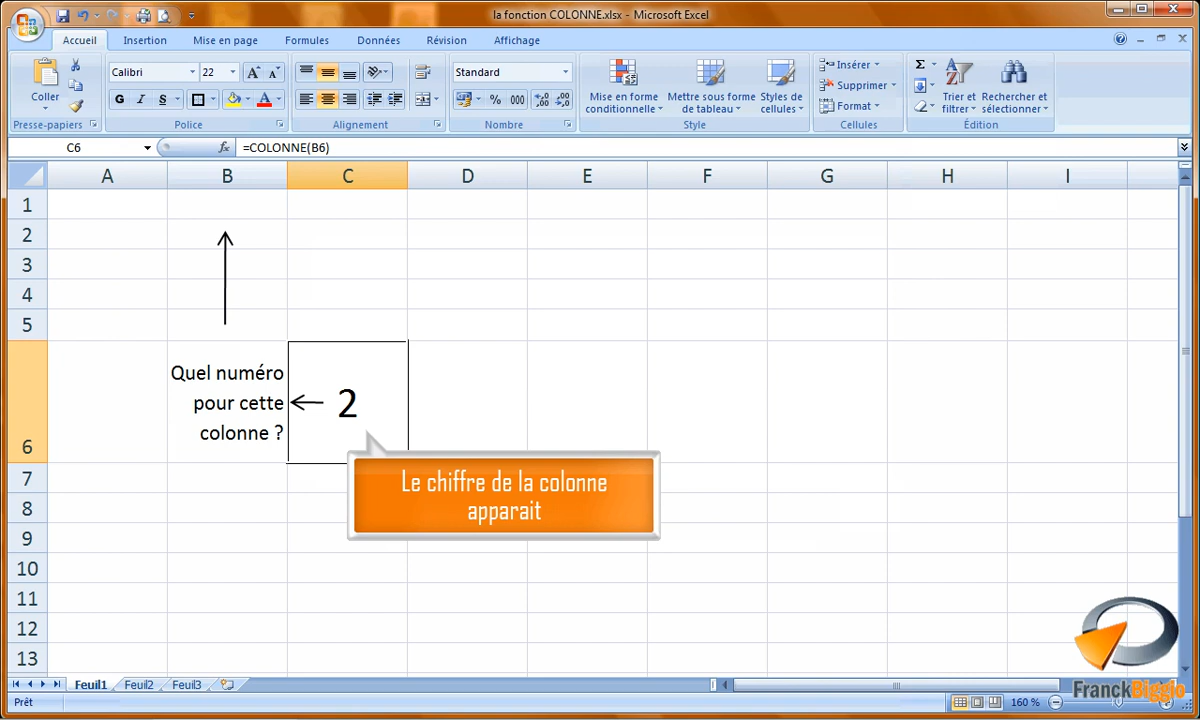 la fonction COLONNE.xlsx - Microsoft Excel
Accueil Insertion Mise en page Formules Données Révision Affichage
Coller
Presse-papiers
Calibri 22
G I S
Police
Alignement
Standard
% 000
Nombre
Mise en forme conditionnelle
Mettre sous forme de tableau
Styles de cellules
Style
Insérer
Supprimer
Format
Cellules
Trier et filtrer
Rechercher et sélectionner
Édition
C6 fx =COLONNE(B6)
A B C D E F G H I
1
2
3
4
5
6
Quel numéro
pour cette
colonne ?
2
Le chiffre de la colonne
apparait
7
8
9
10
11
12
13
FranckBigglo
Feuil1 Feuil2 Feuil3
Prêt
160 %